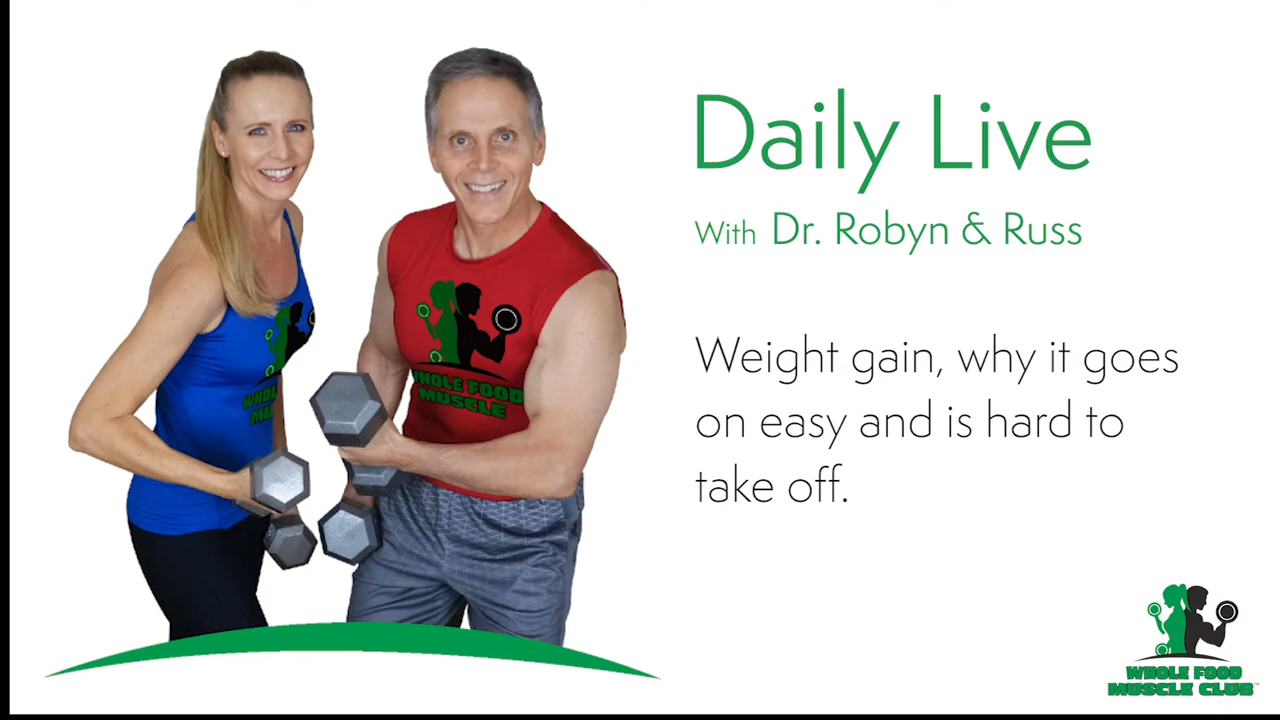 Daily Live
With Dr. Robyn & Russ
Weight gain, why it goes
on easy and is hard to
take off.
WHOLE FOOD
MUSCLE
WHOLE FOOD
MUSCLE CLUB™